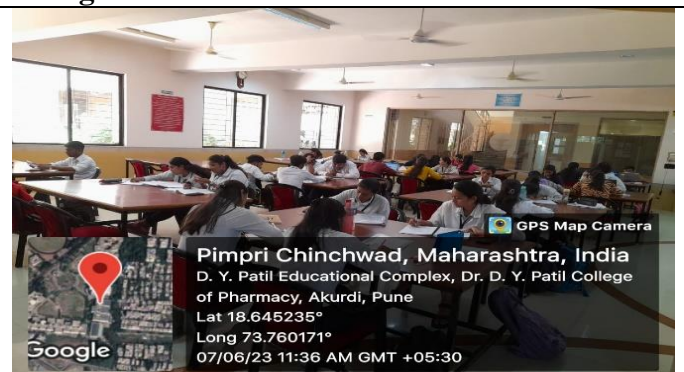 GPS Map Camera
Pimpri Chinchwad, Maharashtra, India
D. Y. Patil Educational Complex, Dr. D. Y. Patil College
of Pharmacy, Akurdi, Pune
Lat 18.645235°
Long 73.760171°
07/06/23 11:36 AM GMT +05:30
Google